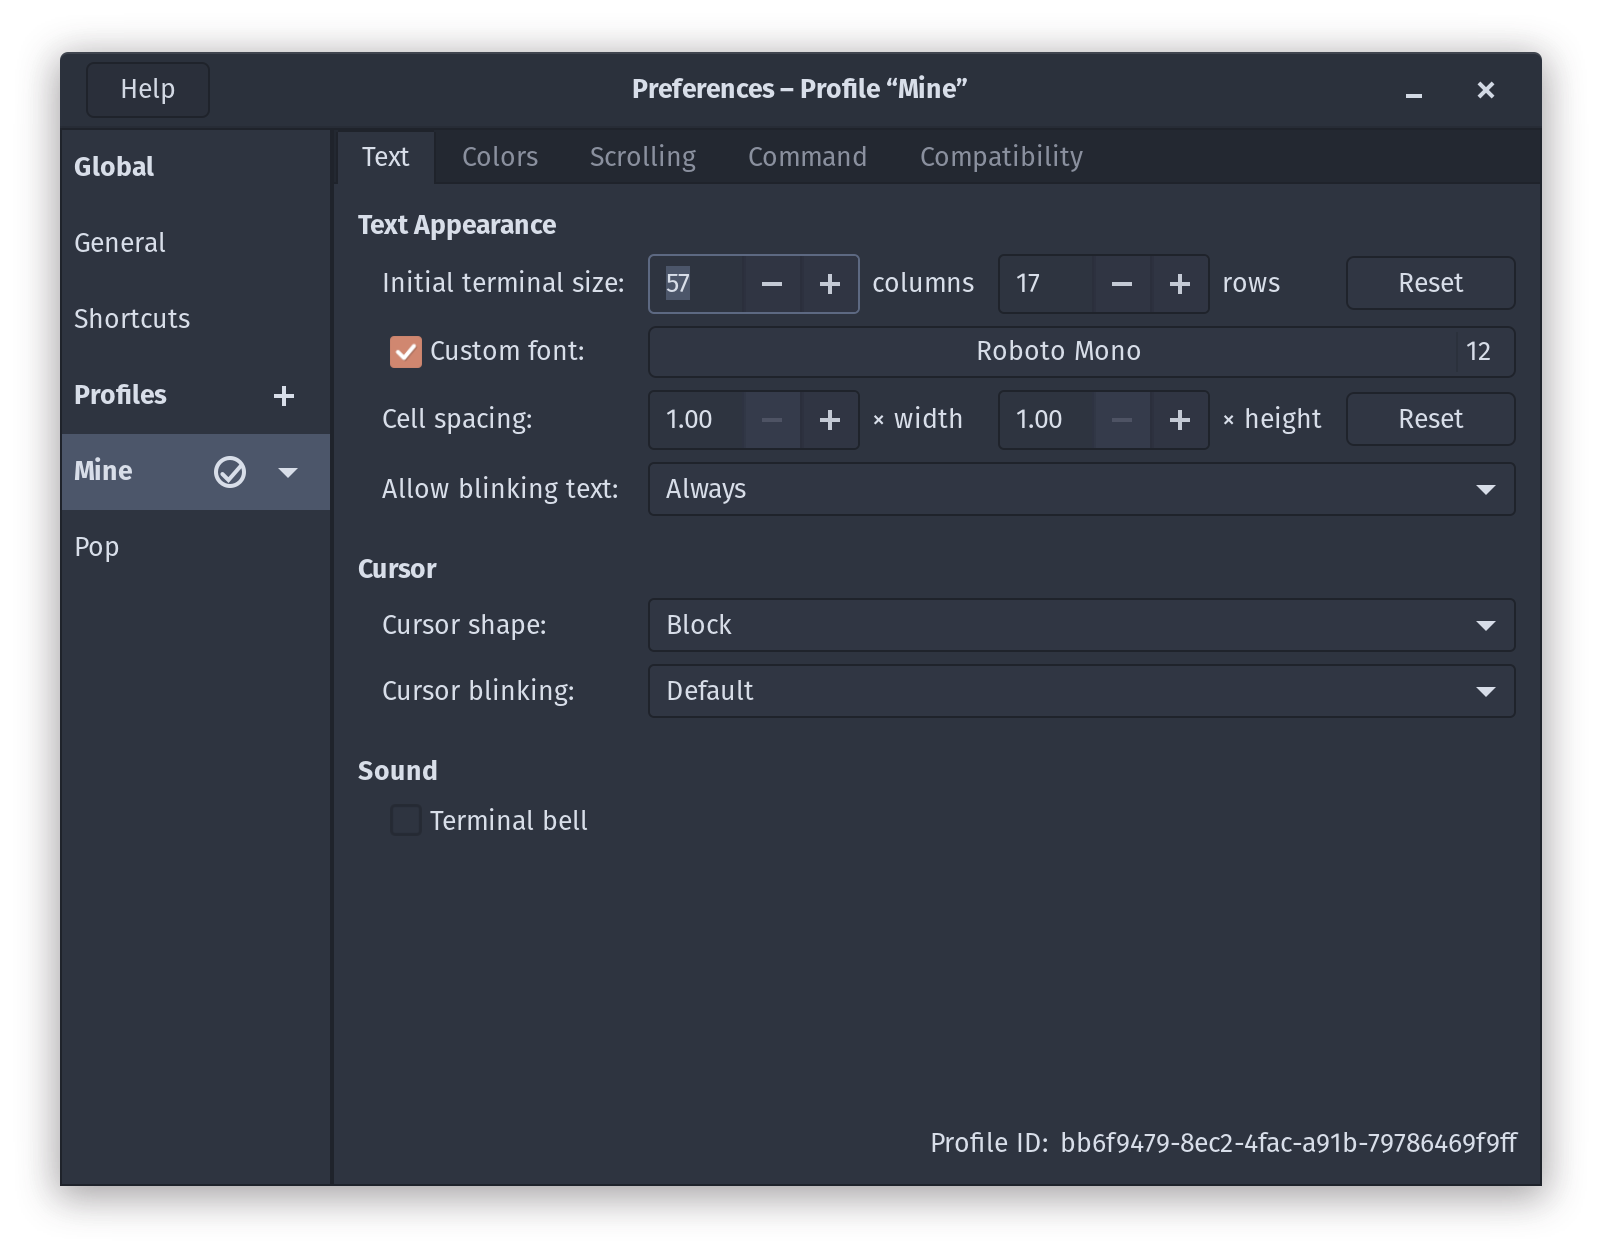 Help
Preferences – Profile “Mine”
Global
General
Shortcuts
Profiles
Mine
Pop
Text Colors Scrolling Command Compatibility
Text Appearance
Initial terminal size: 57 columns 17 rows Reset
Custom font: Roboto Mono 12
Cell spacing: 1.00 × width 1.00 × height Reset
Allow blinking text: Always
Cursor
Cursor shape: Block
Cursor blinking: Default
Sound
Terminal bell
Profile ID: bb6f9479-8ec2-4fac-a91b-79786469f9ff